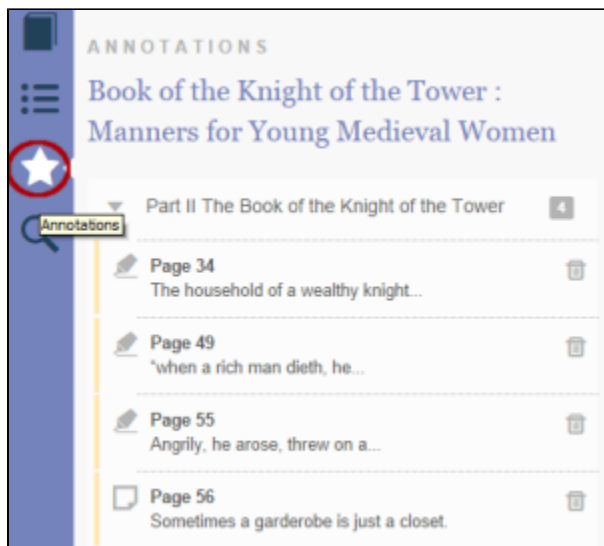 ANNOTATIONS
Book of the Knight of the Tower :
Manners for Young Medieval Women
Annotations
Part II The Book of the Knight of the Tower 4
Page 34
The household of a wealthy knight...
Page 49
"when a rich man dieth, he...
Page 55
Angrily, he arose, threw on a...
Page 56
Sometimes a garderobe is just a closet.